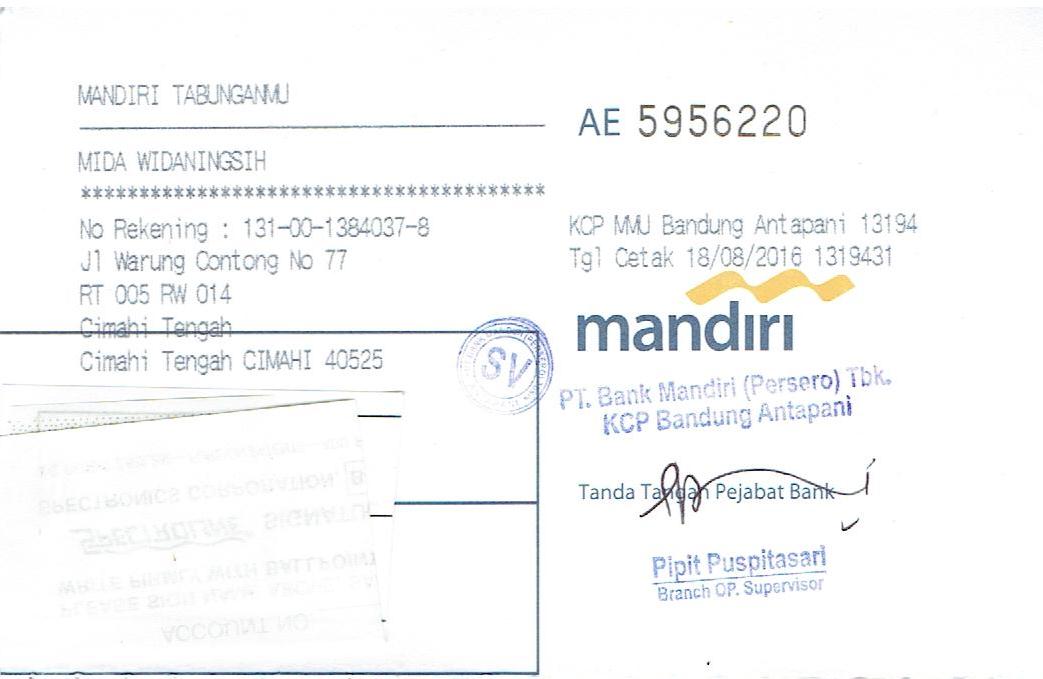 MANDIRI TABUNGANMU
AE 5956220
MIDA WIDANINGSIH
****************************************
No Rekening : 131-00-1384037-8
Jl Warung Contong No 77
RT 005 RW 014
Cimahi Tengah
Cimahi Tengah CIMAHI 40525
KCP MMU Bandung Antapani 13194
Tgl Cetak 18/08/2016 1319431
mandiri
PT. Bank Mandiri (Persero) Tbk.
KCP Bandung Antapani
Tanda Tangan Pejabat Bank
Pipit Puspitasari
Branch OP. Supervisor
SPECTRONICS CORPORATION
SPECTROLINE SIGNATU
WRITE FIRMLY WITH BALLPOINT
PLEASE SIGN NAME ABOVE
ACCOUNT NO